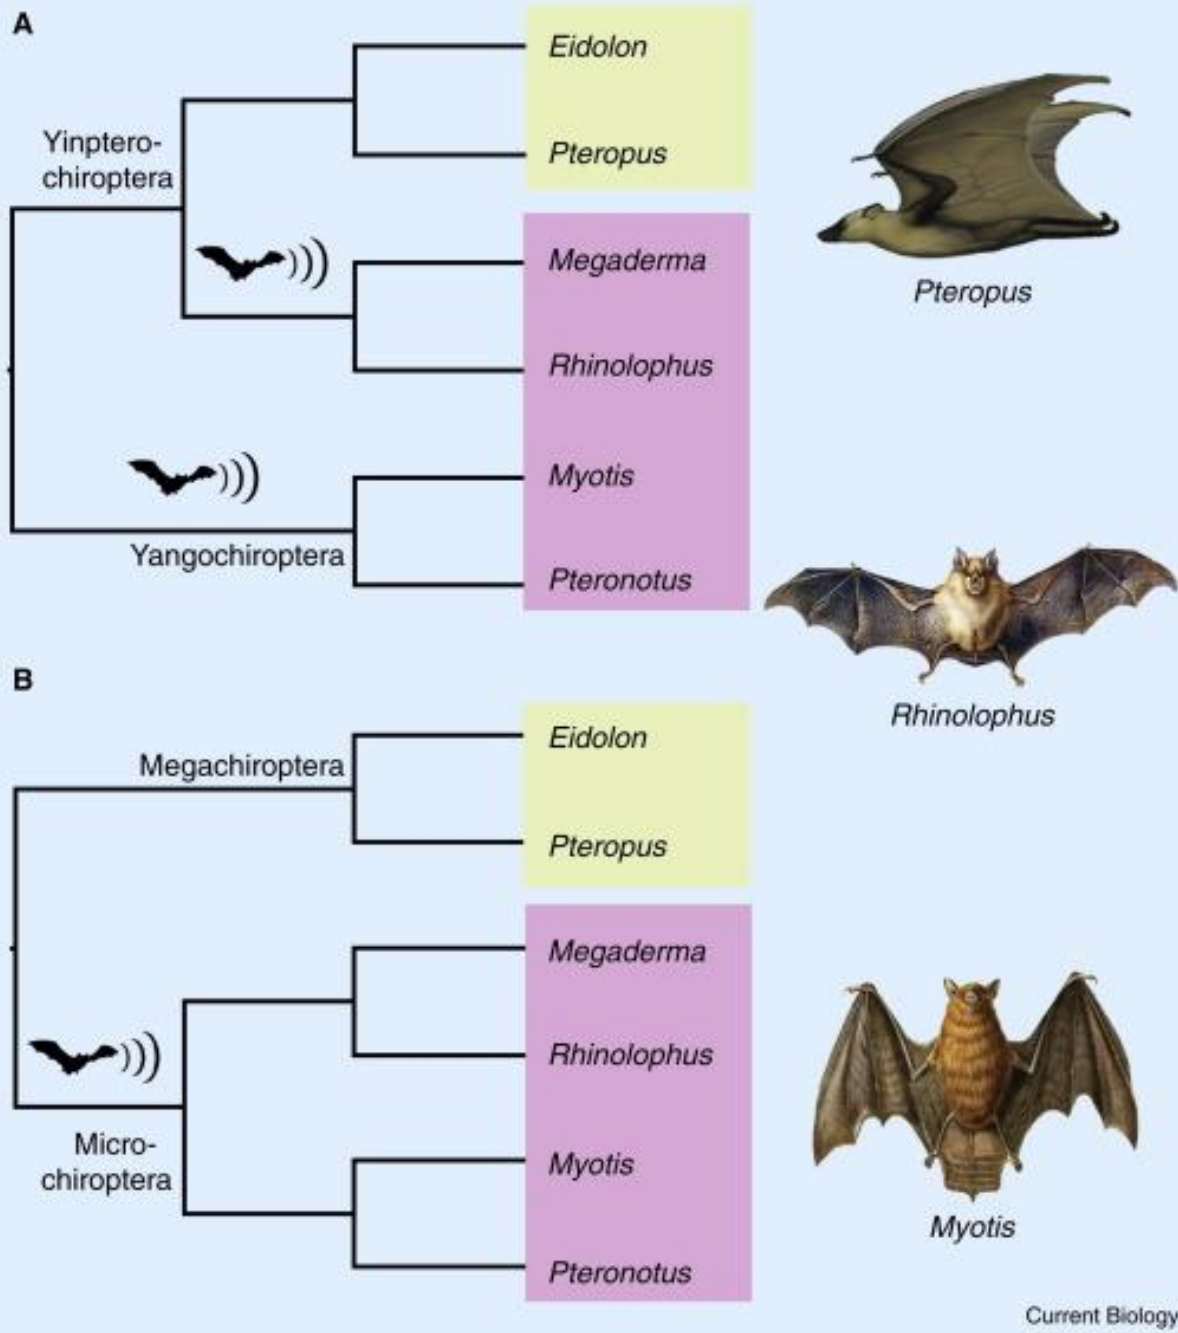 A
Eidolon
Yinptero-
chiroptera
Pteropus
Megaderma
Pteropus
Rhinolophus
Myotis
Yangochiroptera
Pteronotus
B
Rhinolophus
Eidolon
Megachiroptera
Pteropus
Megaderma
Rhinolophus
Micro-
chiroptera
Myotis
Myotis
Pteronotus
Current Biology